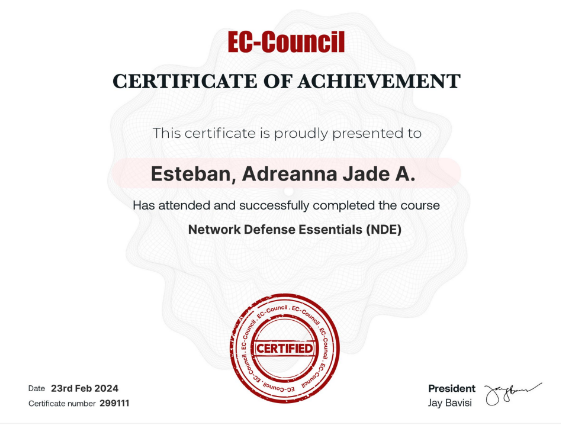 EC-Council
CERTIFICATE OF ACHIEVEMENT
This certificate is proudly presented to
Esteban, Adreanna Jade A.
Has attended and successfully completed the course
Network Defense Essentials (NDE)
EC-Council . EC-Council . EC-Council . EC-Council . EC-Council
CERTIFIED
Date 23rd Feb 2024
Certificate number 299111
President
Jay Bavisi